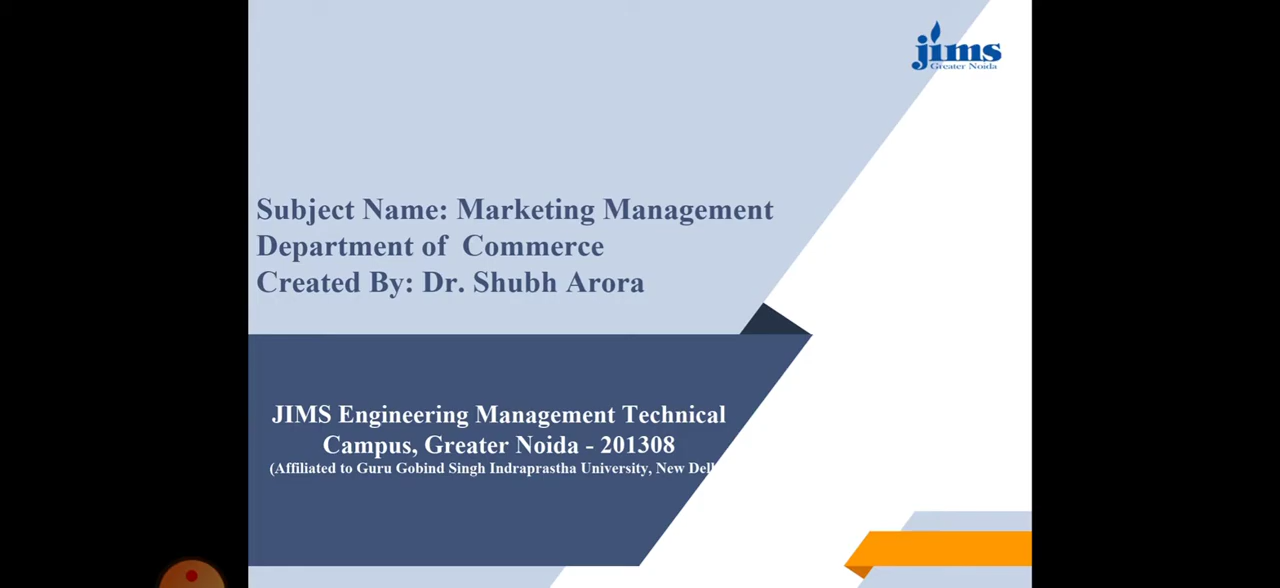 jims
Greater Noida
Subject Name: Marketing Management
Department of Commerce
Created By: Dr. Shubh Arora
JIMS Engineering Management Technical
Campus, Greater Noida - 201308
(Affiliated to Guru Gobind Singh Indraprastha University, New